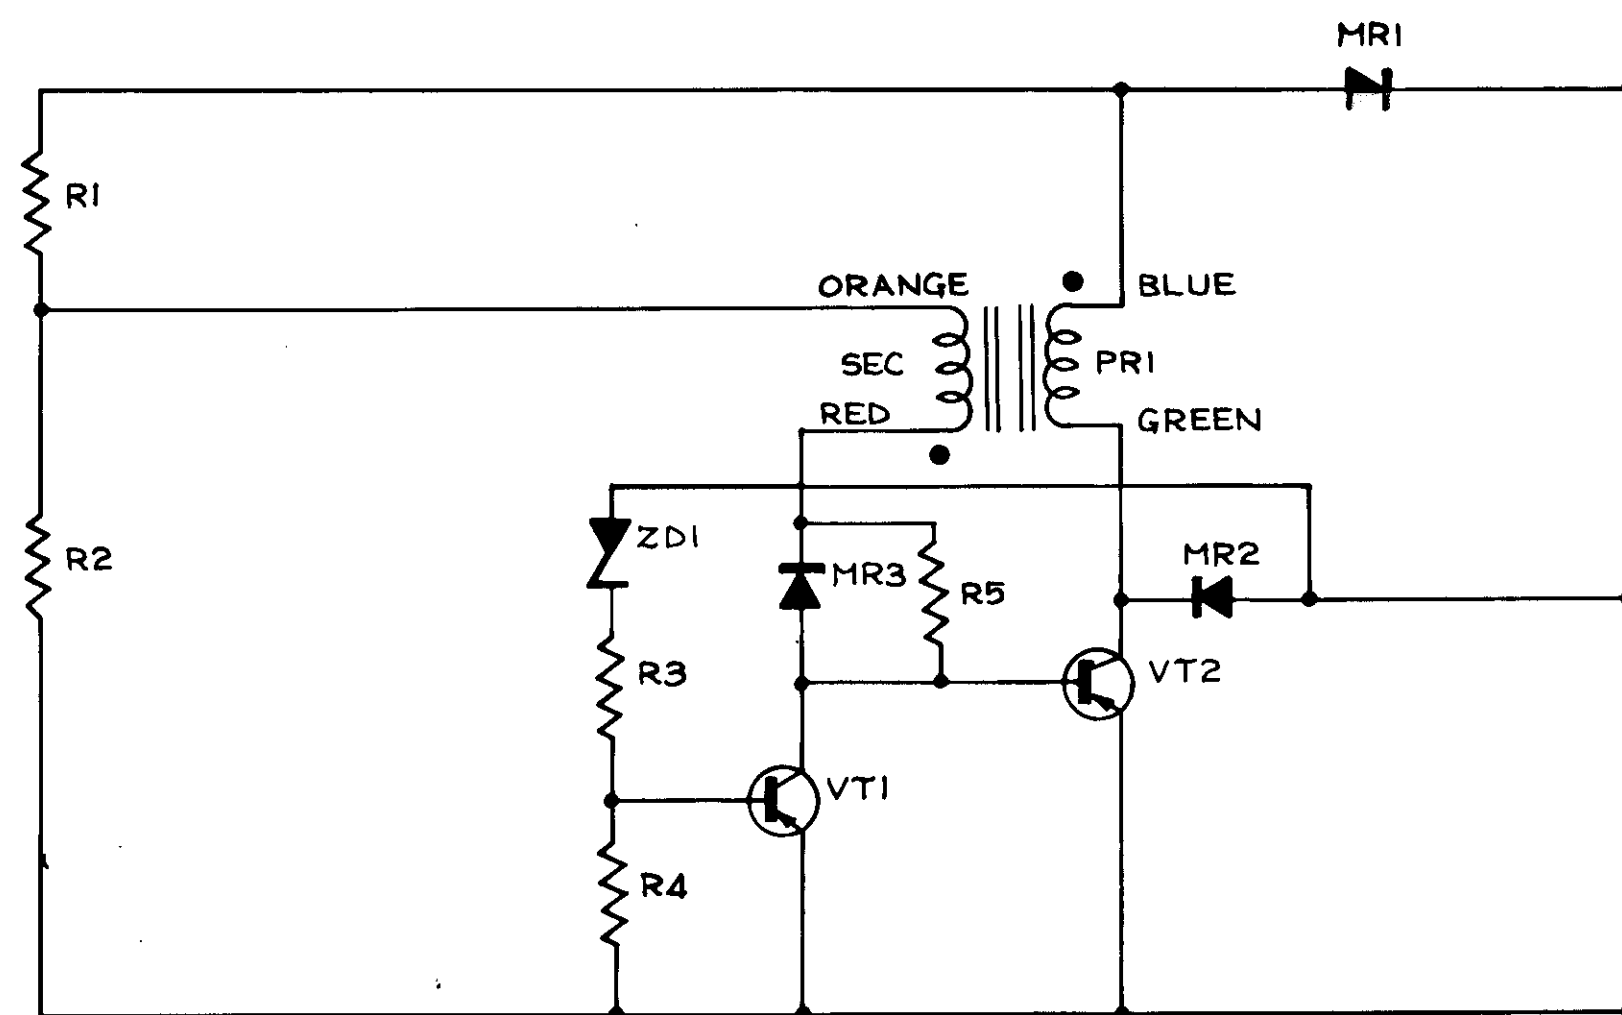 MR1
R1
ORANGE
BLUE
SEC
PR1
RED
GREEN
ZD1
MR2
R2
MR3
R5
R3
VT2
VT1
R4